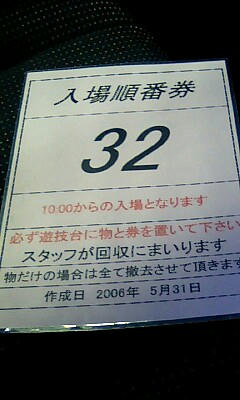 入場順番券
32
10:00からの入場となります
必ず遊技台に物と券を置いて下さい
スタッフが回収にまいります
物だけの場合は全て撤去させて頂きます
作成日 2006年 5月31日